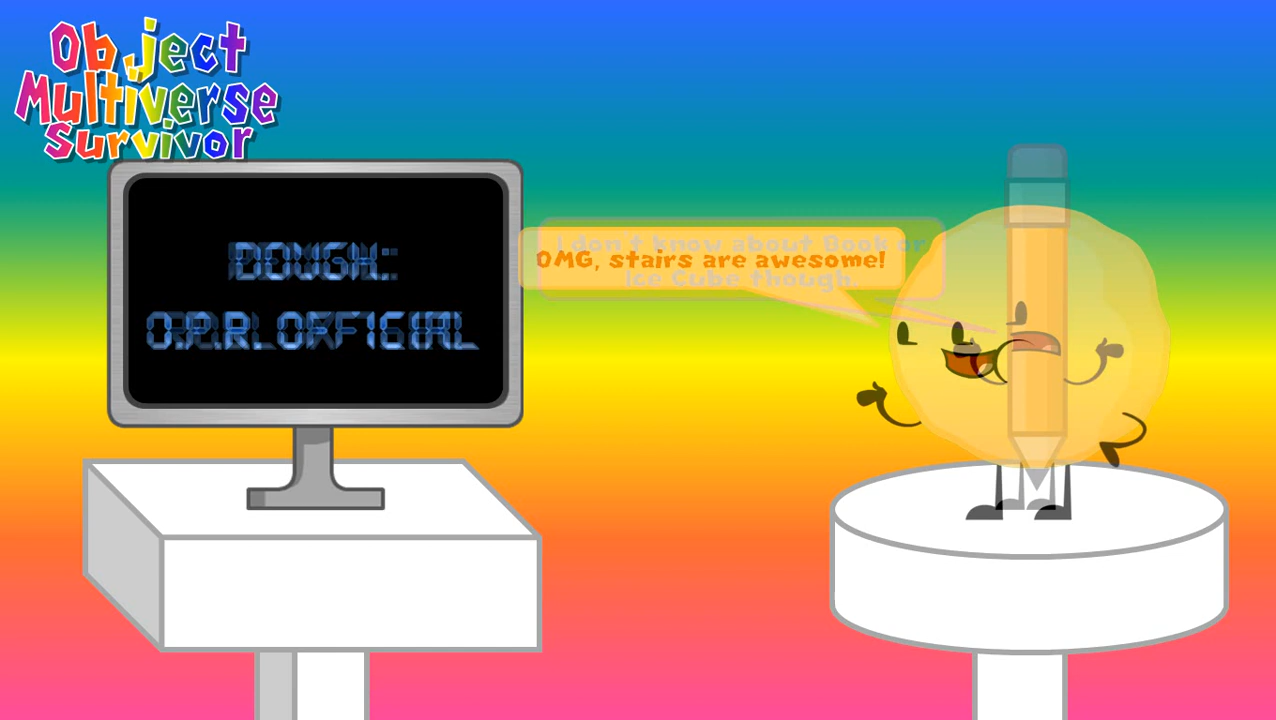 Object
Multiverse
Survivor
DOUGH:
O.P.R. OFFICIAL
I don't know about Book or
Ice Cube though.
OMG, stairs are awesome!